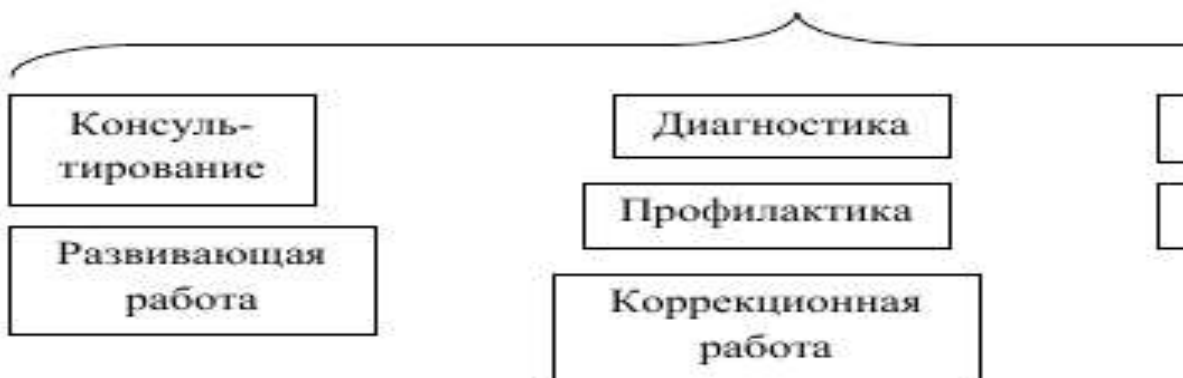 Консуль-
тирование
Развивающая
работа
Диагностика
Профилактика
Коррекционная
работа